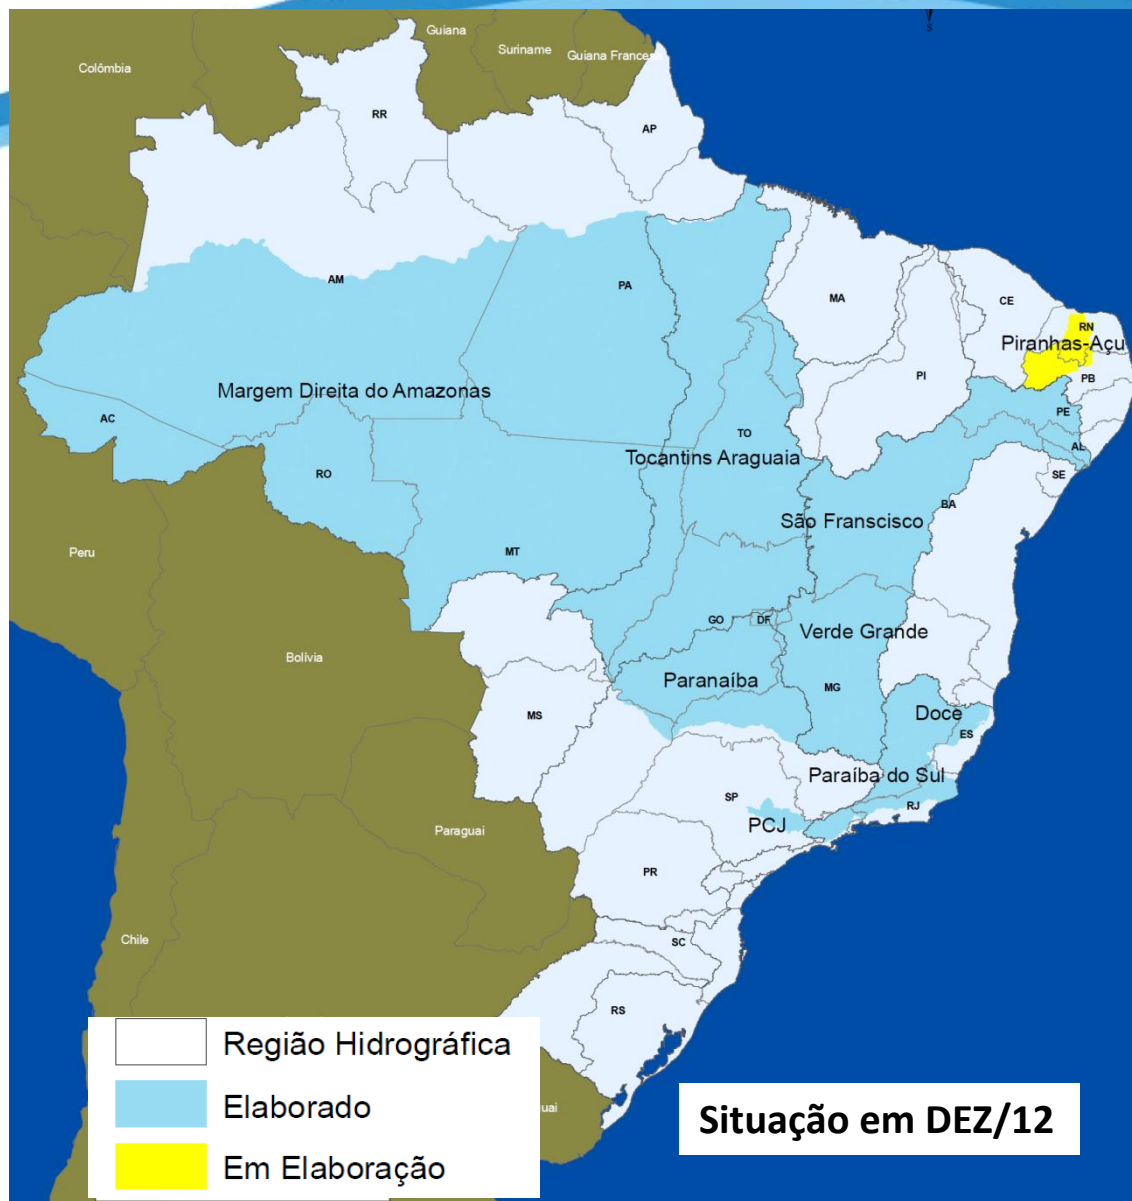 S
Guiana
Suriname
Guiana Francesa
Colômbia
RR
AP
AM
PA
MA
CE
RN
Piranhas-Açu
PI
PB
Margem Direita do Amazonas
AC
PE
TO
AL
Tocantins Araguaia
RO
SE
BA
São Franscisco
Peru
MT
GO
DF
Verde Grande
Bolívia
Paranaíba
MG
MS
Doce
ES
Paraíba do Sul
SP
RJ
PCJ
Paraguai
PR
Chile
SC
RS
Região Hidrográfica
Elaborado
uai
Situação em DEZ/12
Em Elaboração